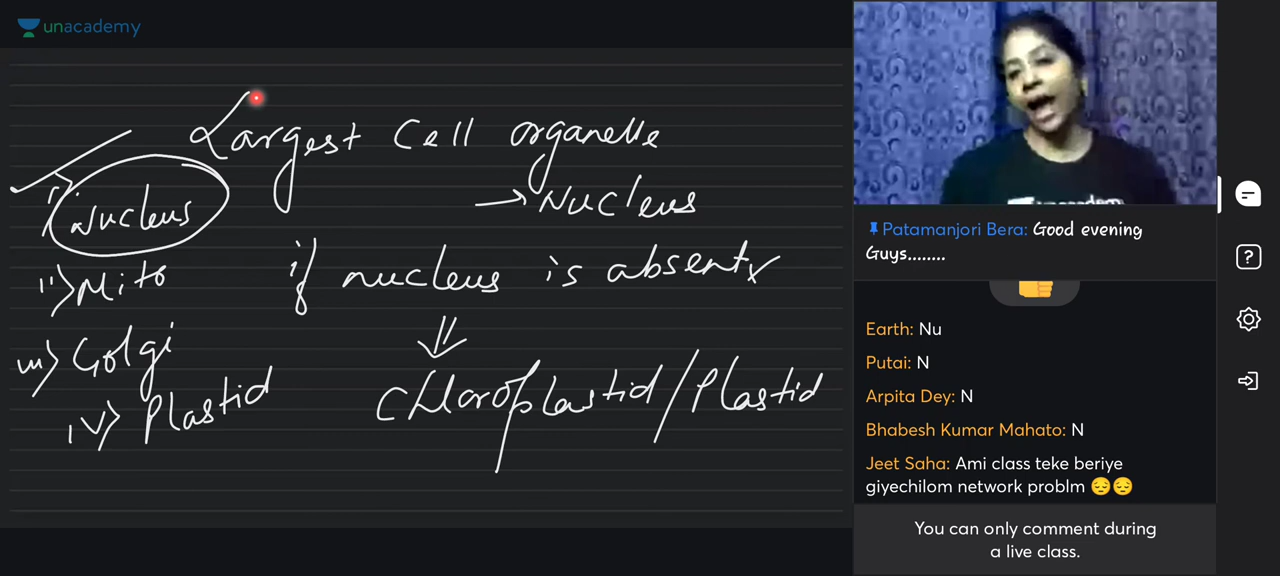 unacademy
Largest Cell organelle
i) Nucleus
→ Nucleus
ii) Mito
if nucleus is absent
iii) Golgi
iv) Plastid
Chloroplastid / Plastid
unacademy
Patamanjori Bera: Good evening
Guys........
Earth: Nu
Putai: N
Arpita Dey: N
Bhabesh Kumar Mahato: N
Jeet Saha: Ami class teke beriye
giyechilom network problm 😔😔
You can only comment during
a live class.